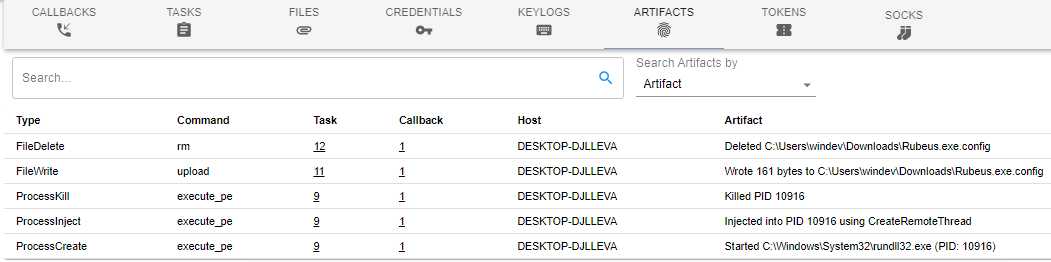 CALLBACKS TASKS FILES CREDENTIALS KEYLOGS ARTIFACTS TOKENS SOCKS
Search Artifacts by
Search...
Artifact
Type Command Task Callback Host Artifact
FileDelete rm 12 1 DESKTOP-DJLLEVA Deleted C:\Users\windev\Downloads\Rubeus.exe.config
FileWrite upload 11 1 DESKTOP-DJLLEVA Wrote 161 bytes to C:\Users\windev\Downloads\Rubeus.exe.config
ProcessKill execute_pe 9 1 DESKTOP-DJLLEVA Killed PID 10916
ProcessInject execute_pe 9 1 DESKTOP-DJLLEVA Injected into PID 10916 using CreateRemoteThread
ProcessCreate execute_pe 9 1 DESKTOP-DJLLEVA Started C:\Windows\System32\rundll32.exe (PID: 10916)